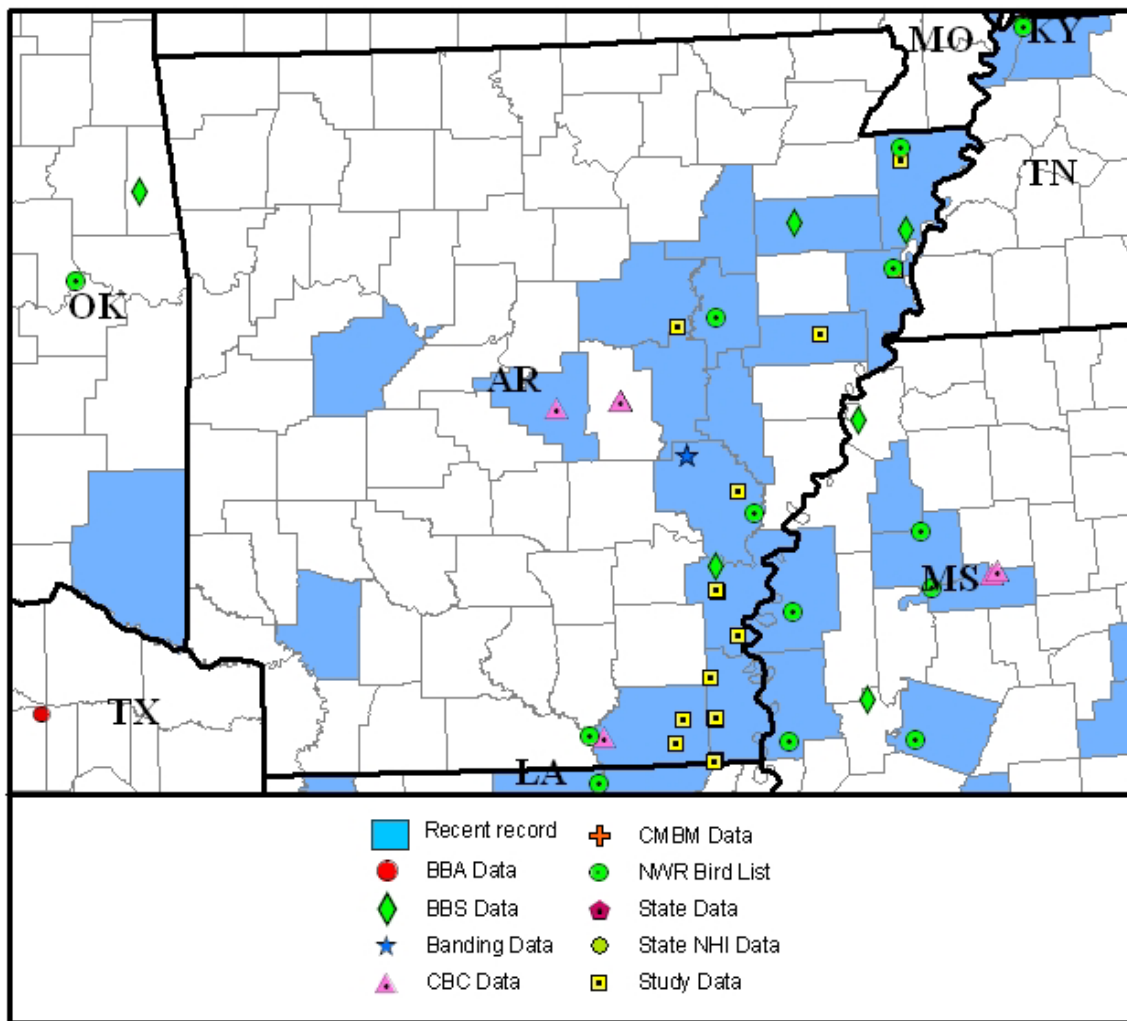 MO
KY
TN
OK
AR
MS
TX
LA
Recent record
CMBM Data
BBA Data
NWR Bird List
BBS Data
State Data
Banding Data
State NHI Data
CBC Data
Study Data